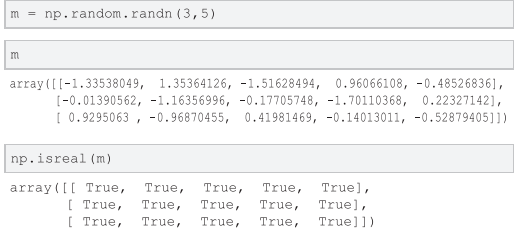 m = np.random.randn(3,5)
m
array([[-1.33538049, 1.35364126, -1.51628494, 0.96066108, -0.48526836],
[-0.01390562, -1.16356996, -0.17705748, -1.70110368, 0.22327142],
[ 0.9295063 , -0.96870455, 0.41981469, -0.14013011, -0.52879405]])
np.isreal(m)
array([[ True, True, True, True, True],
[ True, True, True, True, True],
[ True, True, True, True, True]])